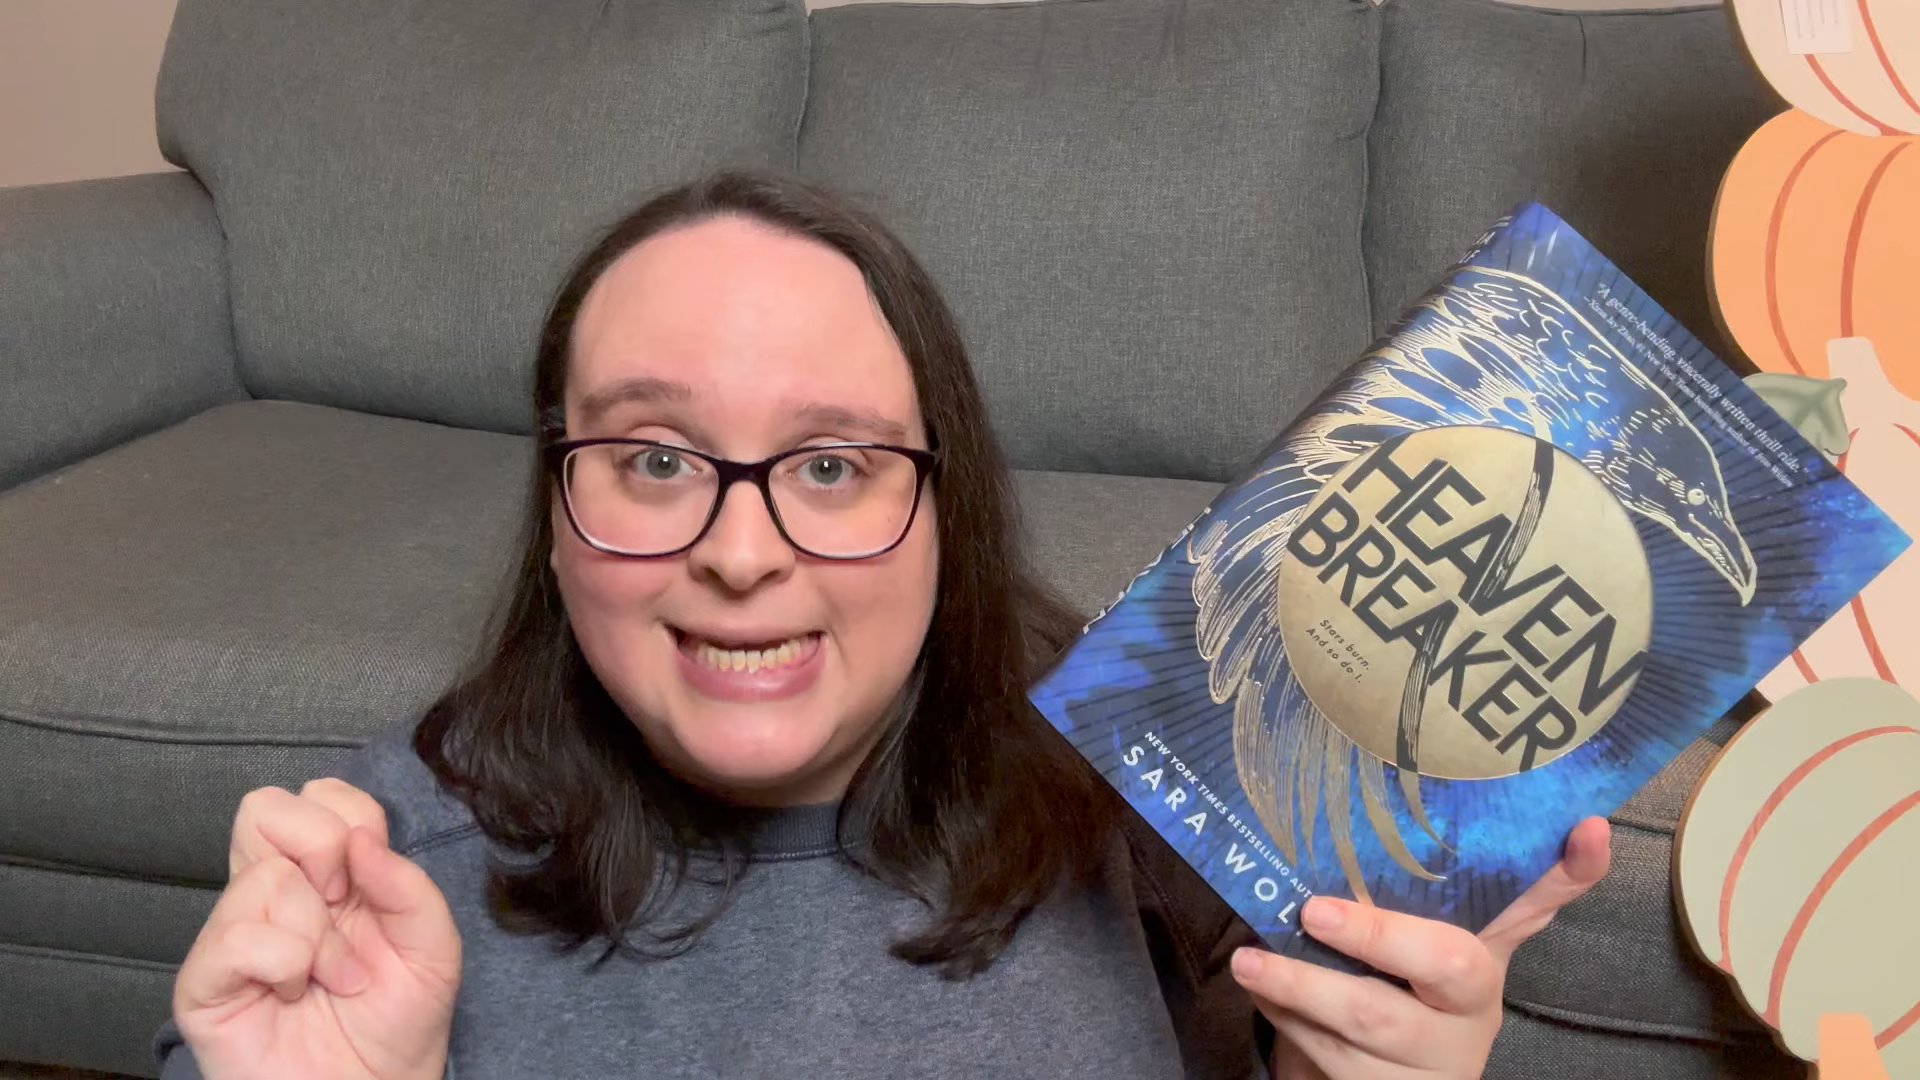 "A genre-bending, viscerally written thrill ride."
HEAVEN
BREAKER
Stars burn.
And so do I.
NEW YORK TIMES BESTSELLING AUT
SARA WOL